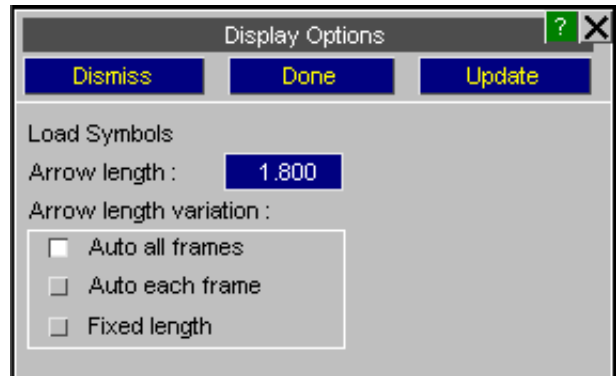 Display Options ?
Dismiss Done Update
Load Symbols
Arrow length : 1.800
Arrow length variation :
Auto all frames
Auto each frame
Fixed length